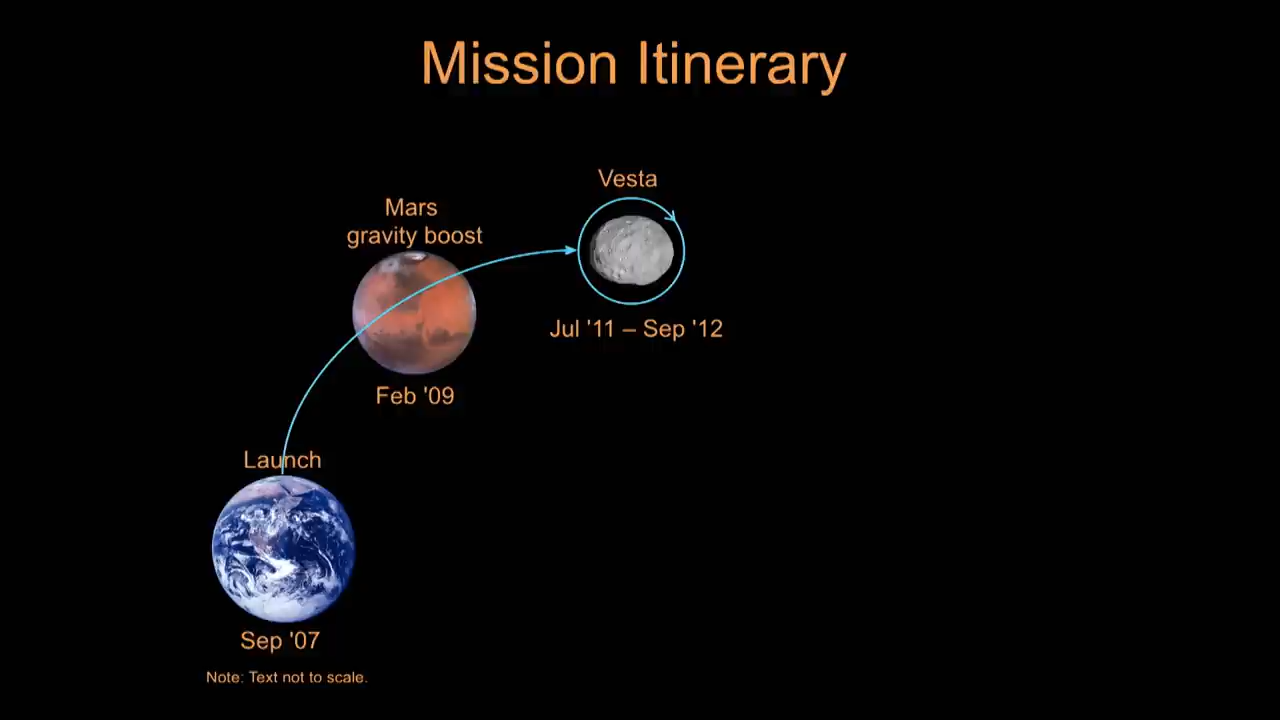 Mission Itinerary
Vesta
Mars
gravity boost
Jul '11 – Sep '12
Feb '09
Launch
Sep '07
Note: Text not to scale.